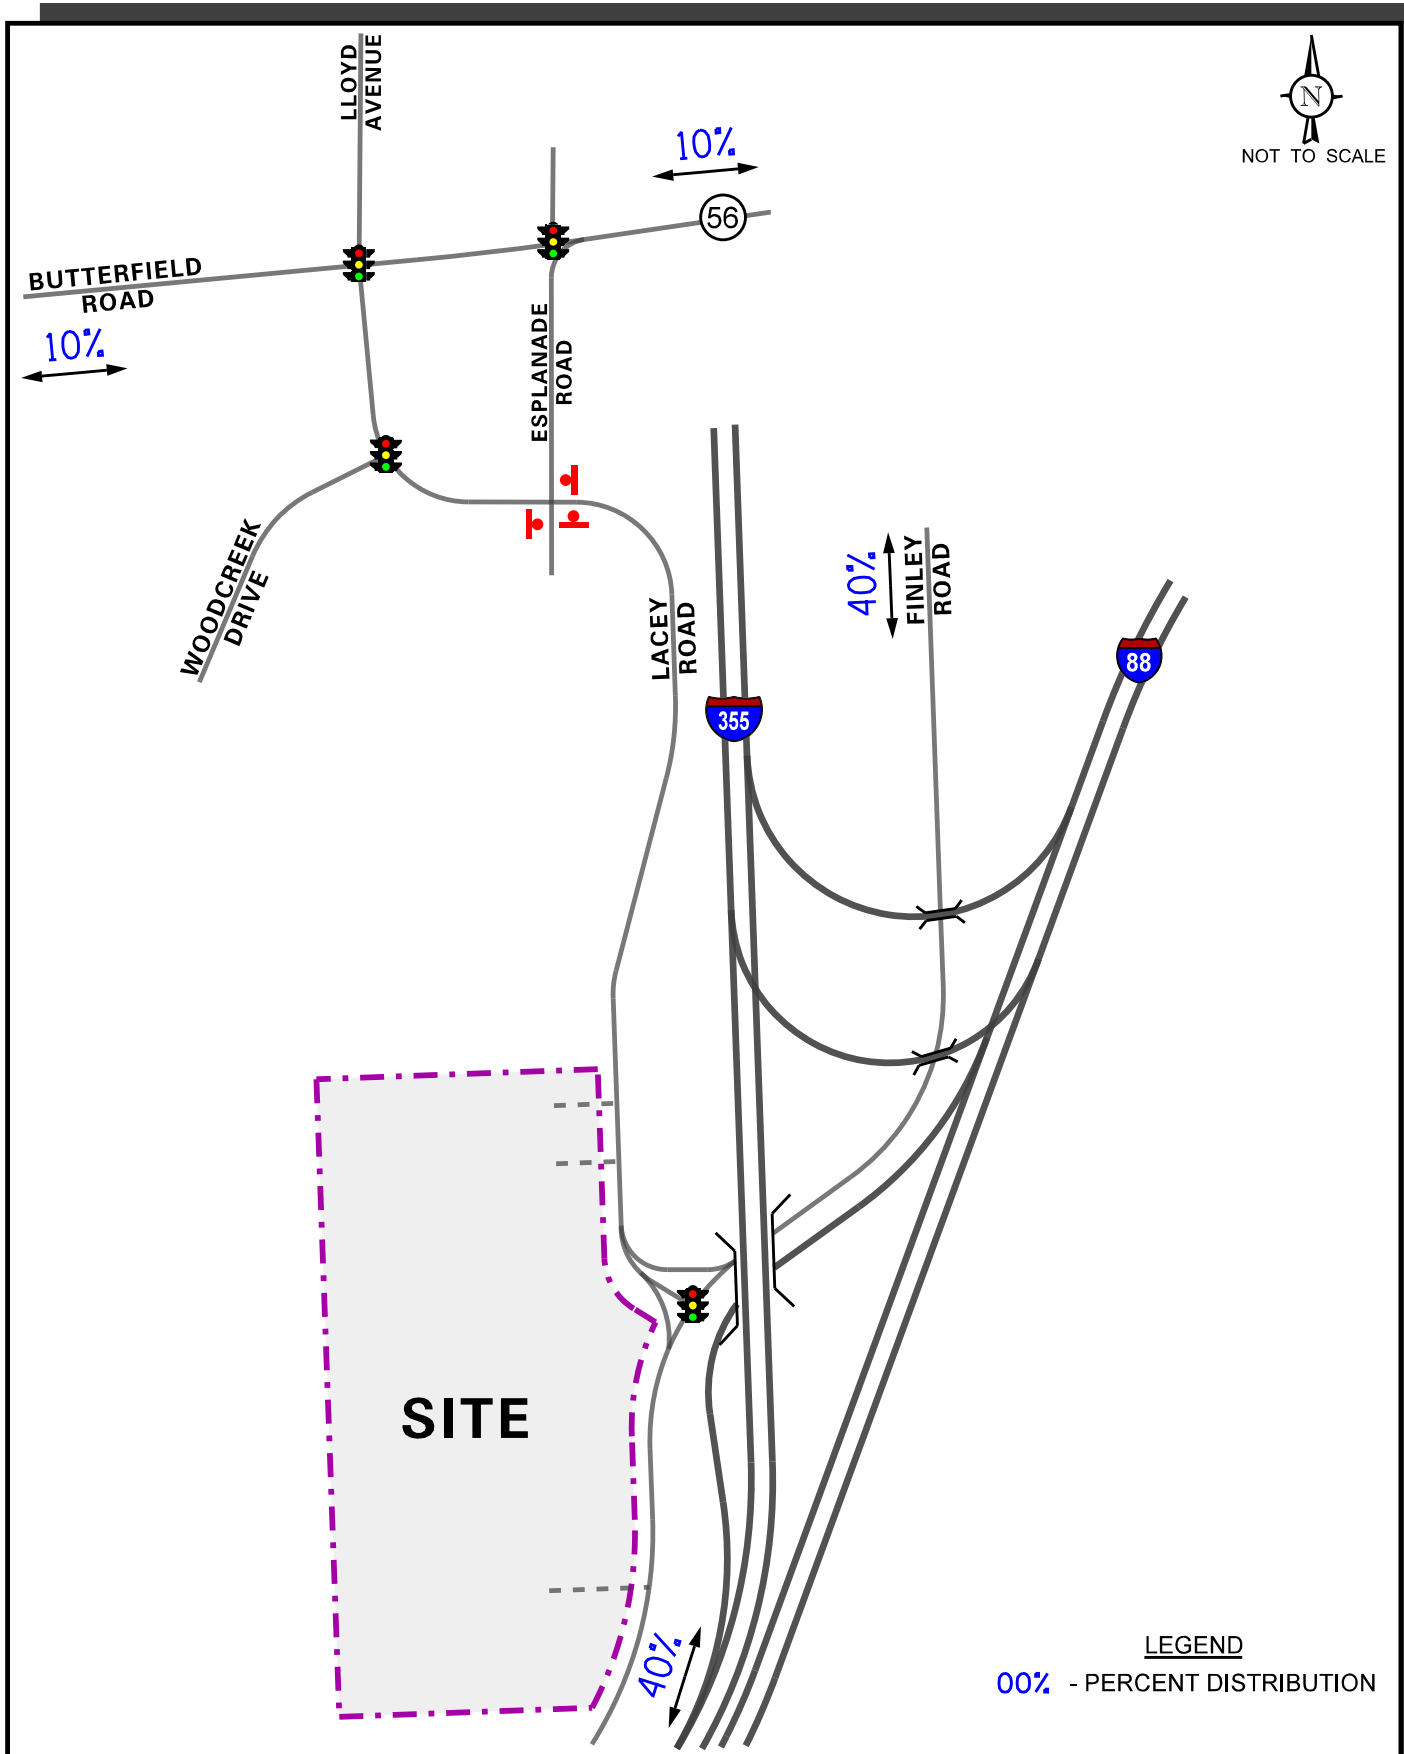 LLOYD
AVENUE
N
NOT TO SCALE
10%
56
BUTTERFIELD
ROAD
10%
ESPLANADE
ROAD
WOODCREEK
DRIVE
LACEY
ROAD
40%
FINLEY
ROAD
88
355
SITE
40%
LEGEND
00% - PERCENT DISTRIBUTION